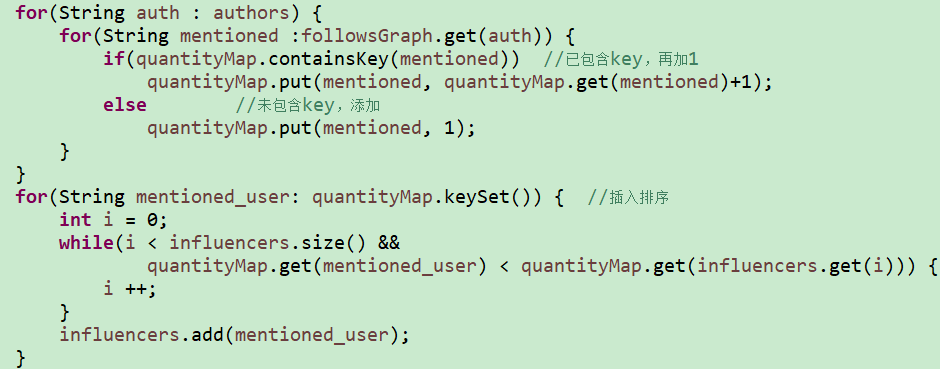 for(String auth : authors) {
    for(String mentioned :followsGraph.get(auth)) {
        if(quantityMap.containsKey(mentioned))  //已包含key，再加1
            quantityMap.put(mentioned, quantityMap.get(mentioned)+1);
        else        //未包含key，添加
            quantityMap.put(mentioned, 1);
    }
}
for(String mentioned_user: quantityMap.keySet()) {  //插入排序
    int i = 0;
    while(i < influencers.size() &&
            quantityMap.get(mentioned_user) < quantityMap.get(influencers.get(i))) {
        i ++;
    }
    influencers.add(mentioned_user);
}